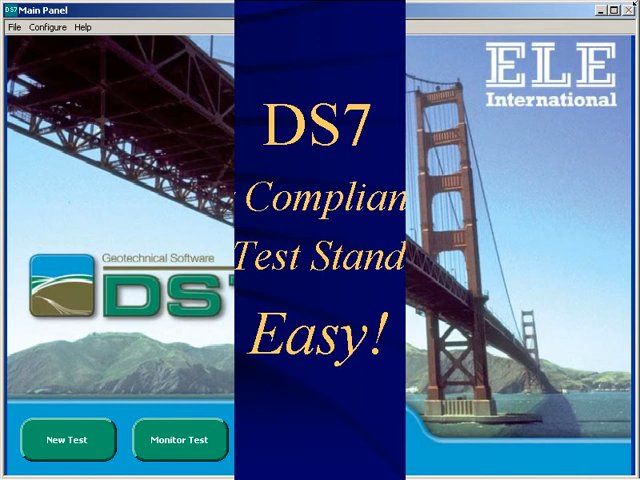 DS7 Main Panel
File Configure Help
ELE
International
DS7
Complian
Test Stand
Easy!
Geotechnical Software
DS7
New Test
Monitor Test